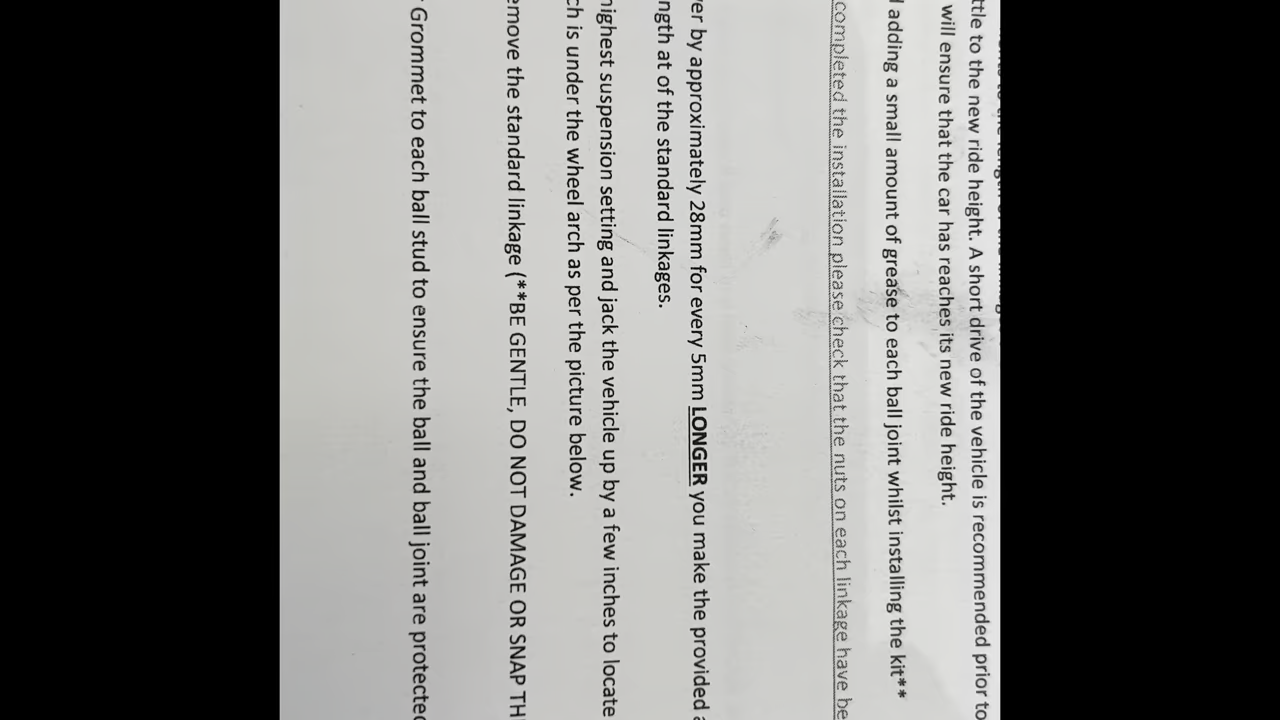 ttle to the new ride height. A short drive of the vehicle is recommended prior to
will ensure that the car has reaches its new ride height.
adding a small amount of grease to each ball joint whilst installing the kit**
completed the installation please check that the nuts on each linkage have be
er by approximately 28mm for every 5mm LONGER you make the provided
ngth at of the standard linkages.
highest suspension setting and jack the vehicle up by a few inches to locate
ch is under the wheel arch as per the picture below.
emove the standard linkage (**BE GENTLE, DO NOT DAMAGE OR SNAP TH
Grommet to each ball stud to ensure the ball and ball joint are protected